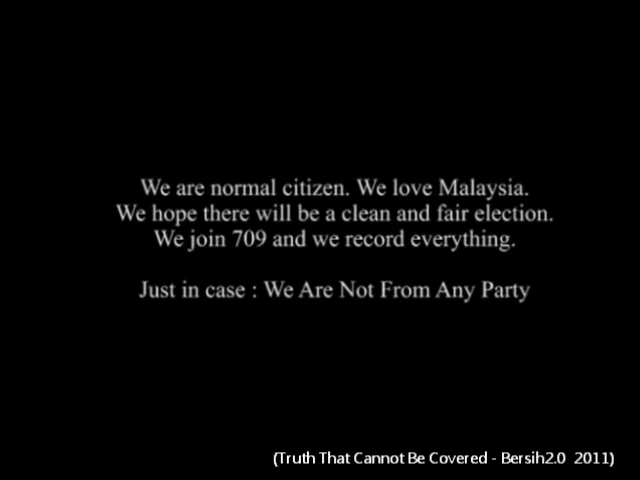 We are normal citizen. We love Malaysia.
We hope there will be a clean and fair election.
We join 709 and we record everything.
Just in case : We Are Not From Any Party
(Truth That Cannot Be Covered - Bersih2.0 2011)